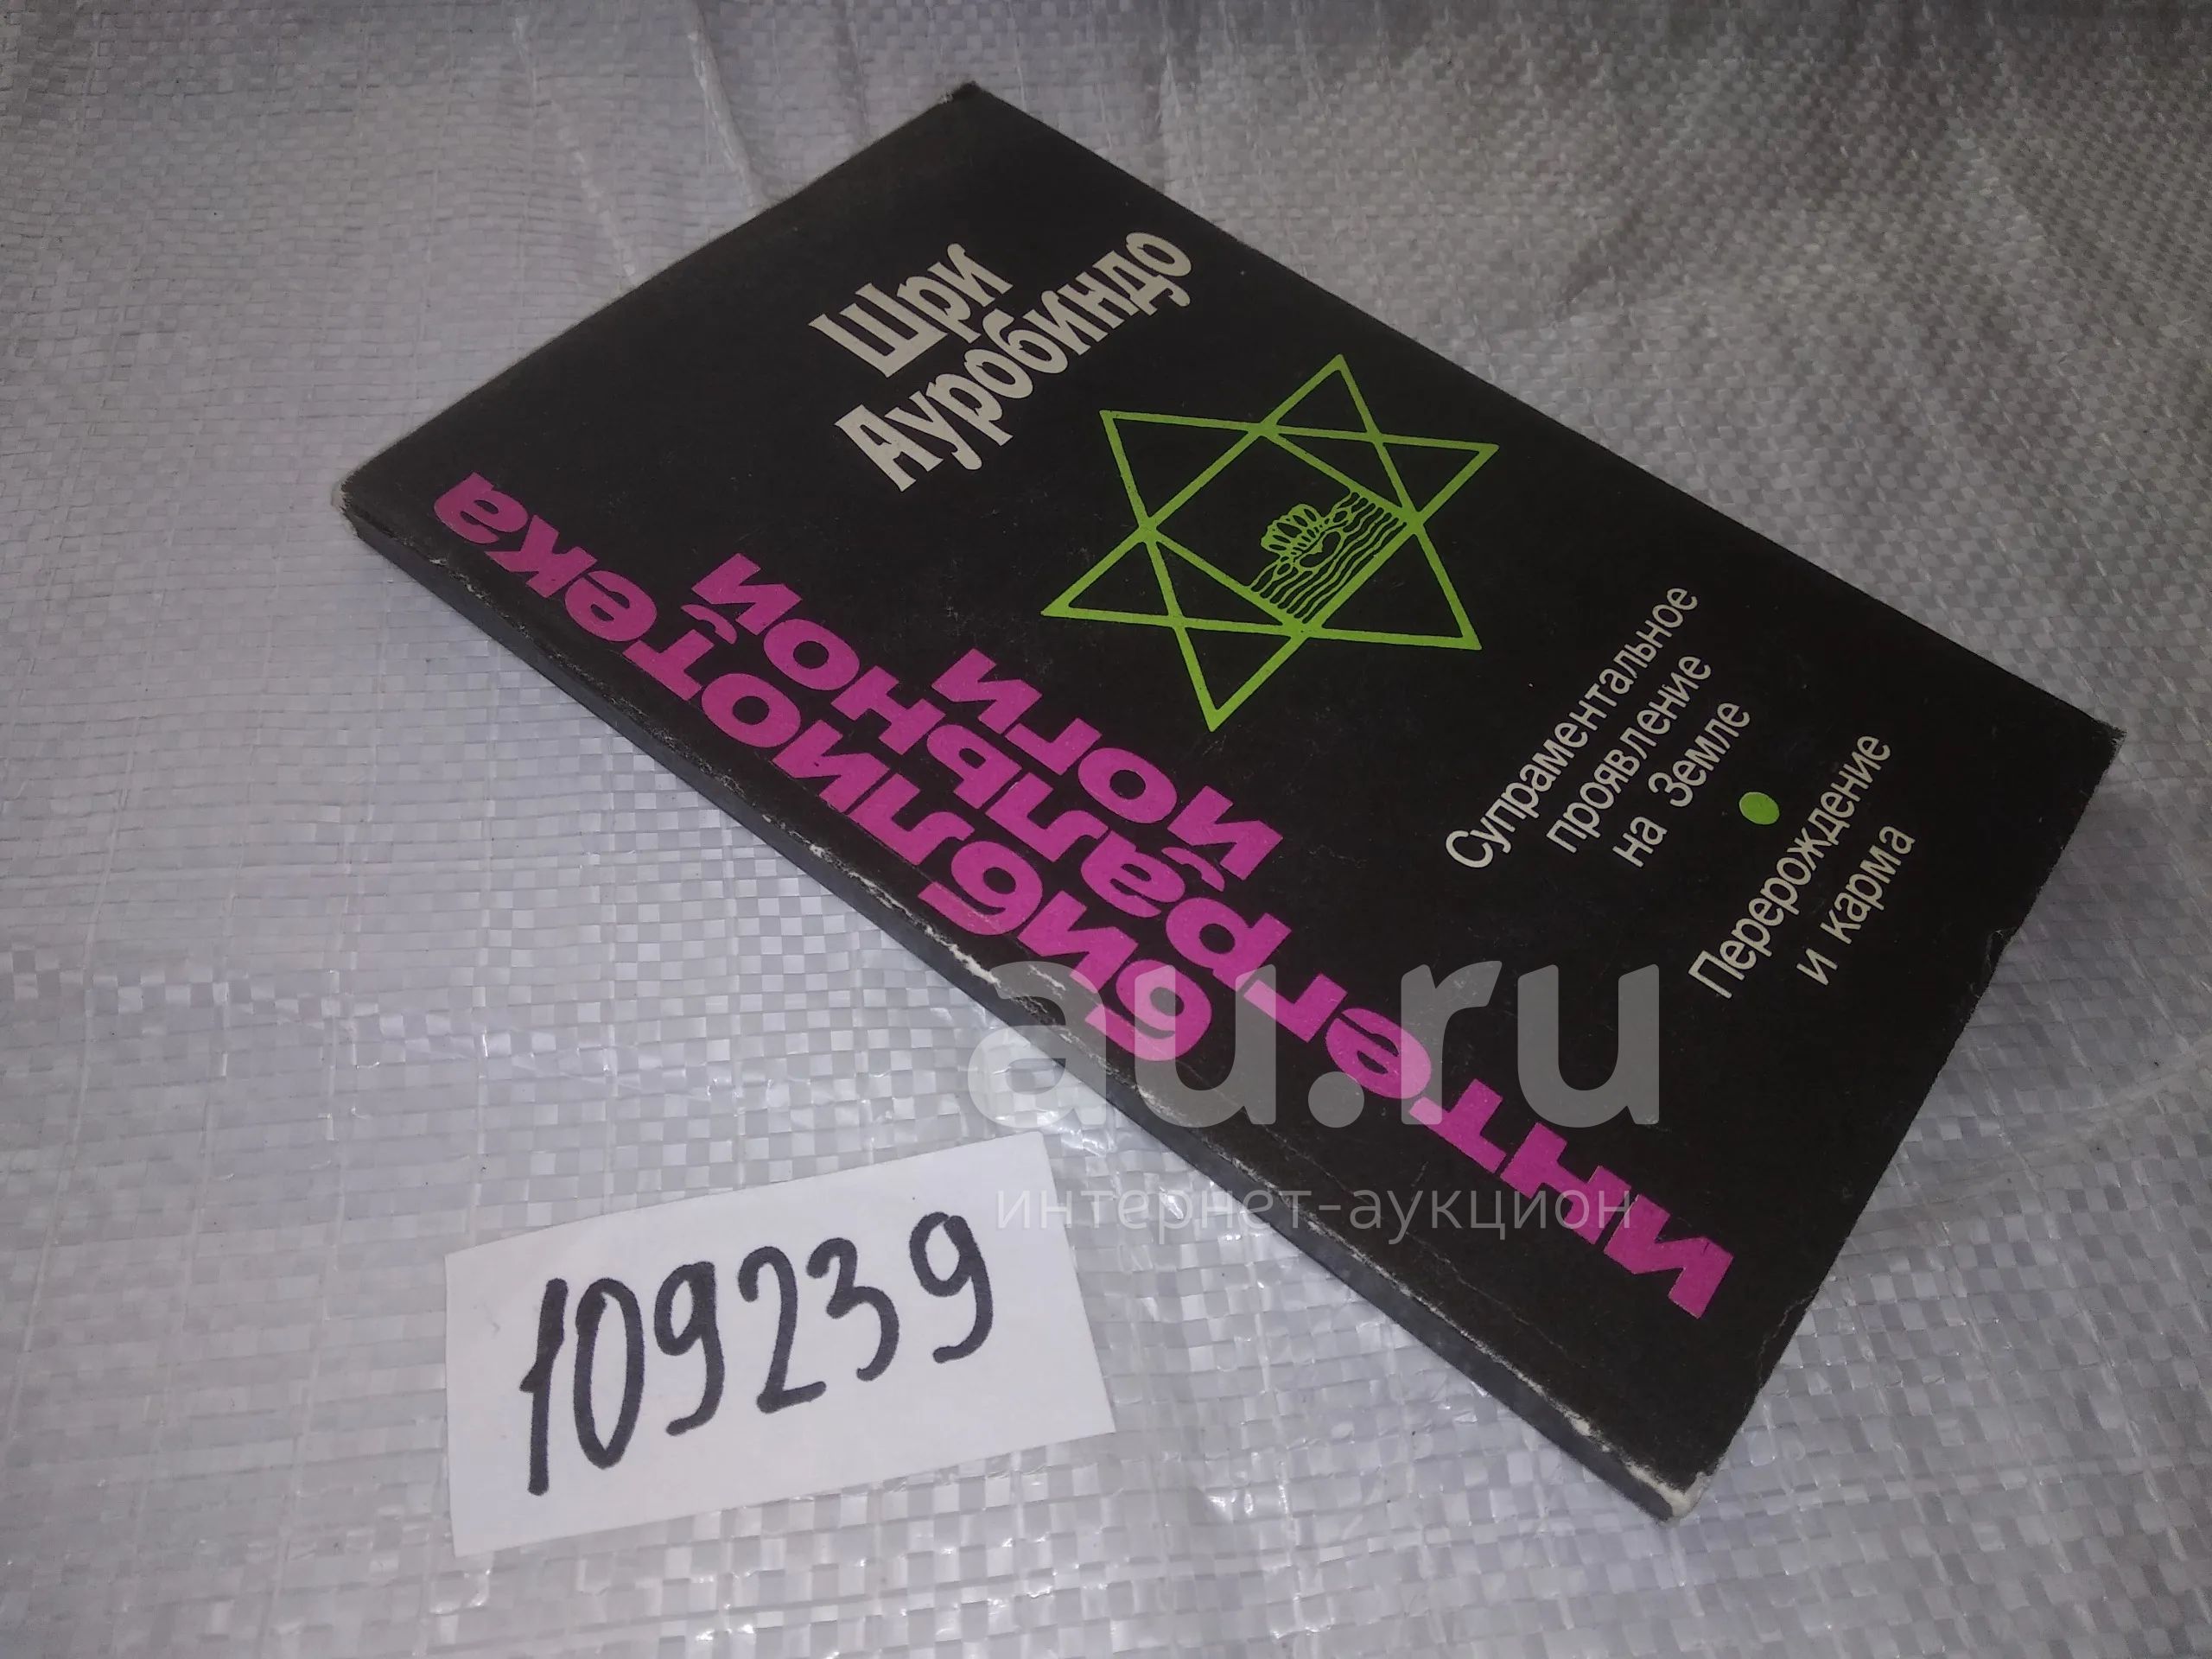 Шри
Ауробиндо
библиотека
интегральной
йоги
Супраментальное
проявление
на Земле
Перерождение
и карма
au.ru
интернет-аукцион
109239